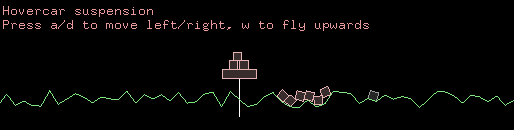 Hovercar suspension
Press a/d to move left/right, w to fly upwards